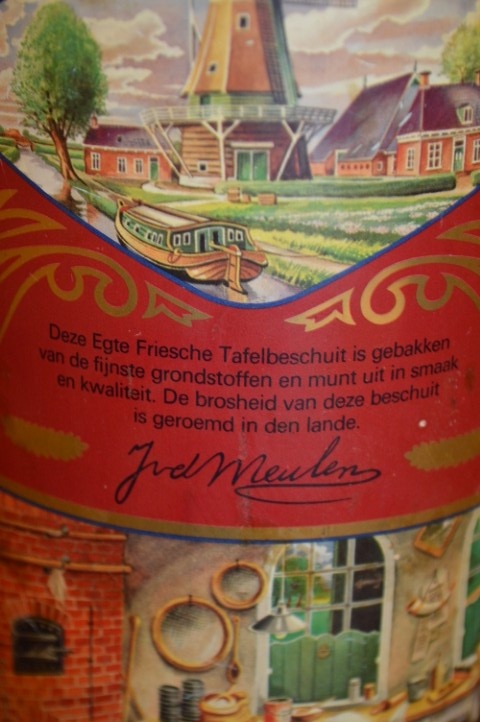 Deze Egte Friesche Tafelbeschuit is gebakken
van de fijnste grondstoffen en munt uit in smaak
en kwaliteit. De brosheid van deze beschuit
is geroemd in den lande.
JvdMeulen